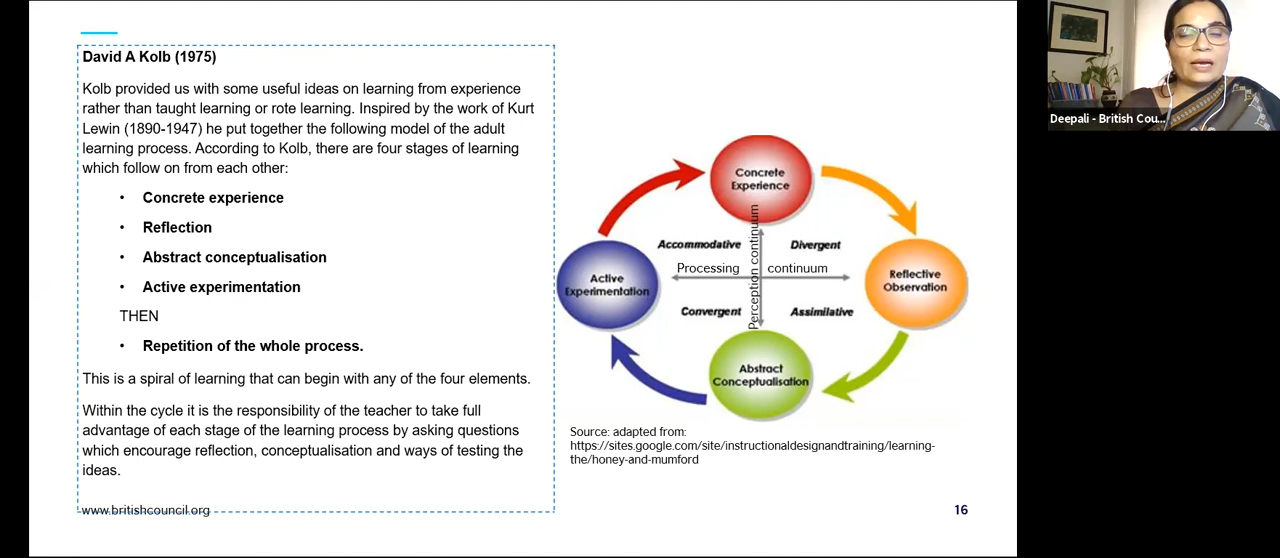 David A Kolb (1975)
Kolb provided us with some useful ideas on learning from experience
rather than taught learning or rote learning. Inspired by the work of Kurt
Lewin (1890-1947) he put together the following model of the adult
learning process. According to Kolb, there are four stages of learning
which follow on from each other:
• Concrete experience
• Reflection
• Abstract conceptualisation
• Active experimentation
THEN
• Repetition of the whole process.
This is a spiral of learning that can begin with any of the four elements.
Within the cycle it is the responsibility of the teacher to take full
advantage of each stage of the learning process by asking questions
which encourage reflection, conceptualisation and ways of testing the
ideas.
www.britishcouncil.org
Concrete
Experience
Accommodative
Divergent
Processing continuum
Perception continuum
Active
Experimentation
Reflective
Observation
Convergent
Assimilative
Abstract
Conceptualisation
Source: adapted from:
https://sites.google.com/site/instructionaldesignandtraining/learning-
the/honey-and-mumford
16
Deepali - British Cou...